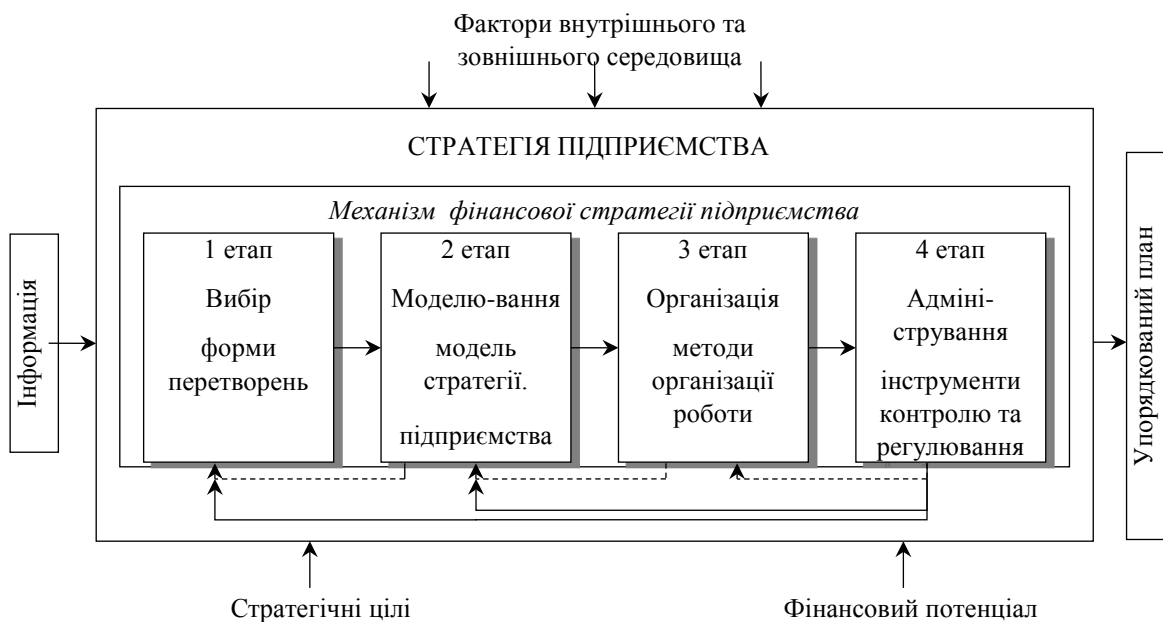 Фактори внутрішнього та
зовнішнього середовища
СТРАТЕГІЯ ПІДПРИЄМСТВА
Механізм фінансової стратегії підприємства
Інформація
1 етап
Вибір
форми
перетворень
2 етап
Моделю-вання
модель
стратегії.
підприємства
3 етап
Організація
методи
організації
роботи
4 етап
Адміні-
стрування
інструменти
контролю та
регулювання
Упорядкований план
Стратегічні цілі
Фінансовий потенціал